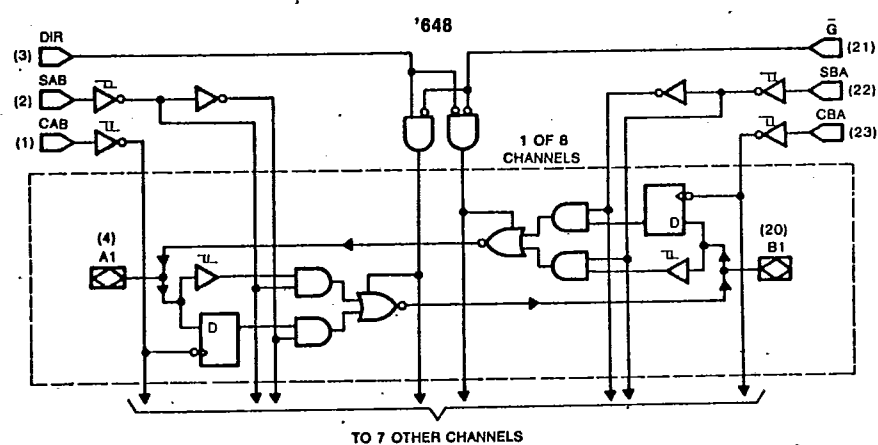 '648
DIR
(3)
G̅
(21)
SAB
(2)
SBA
(22)
CAB
(1)
CBA
(23)
1 OF 8
CHANNELS
(4)
A1
D
(20)
B1
D
TO 7 OTHER CHANNELS